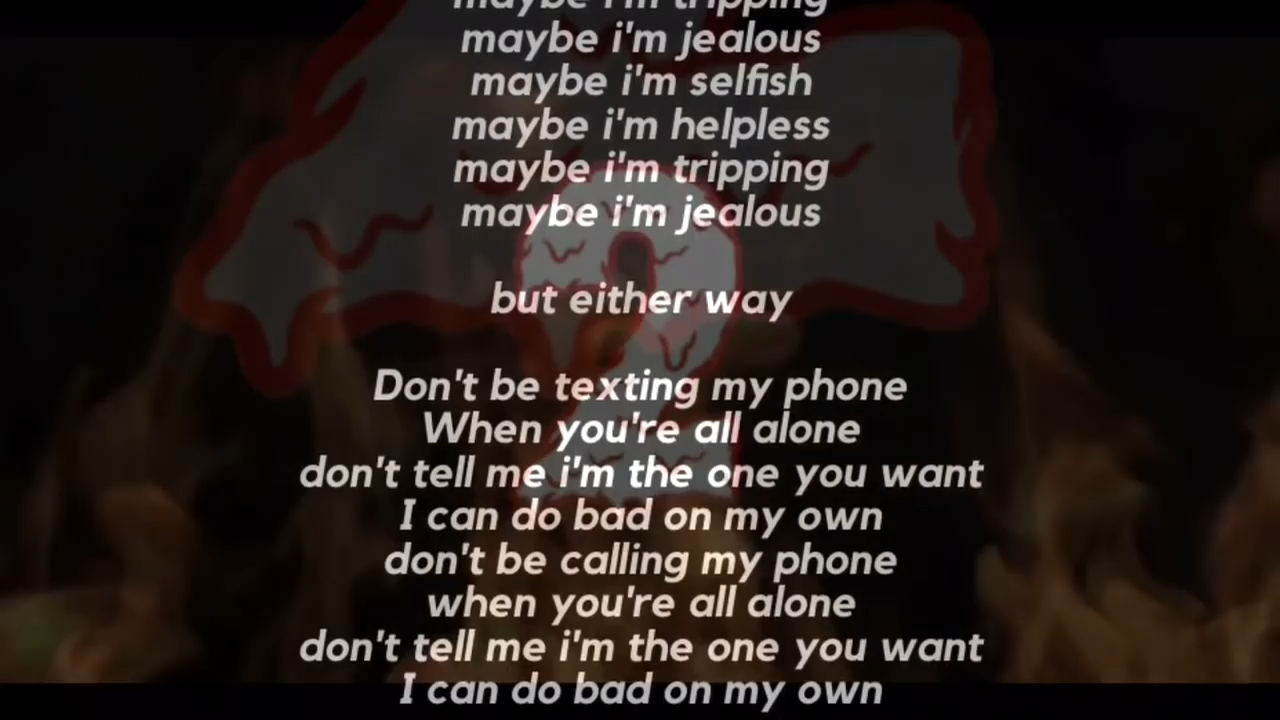 maybe i'm tripping
maybe i'm jealous
maybe i'm selfish
maybe i'm helpless
maybe i'm tripping
maybe i'm jealous
but either way
Don't be texting my phone
When you're all alone
don't tell me i'm the one you want
I can do bad on my own
don't be calling my phone
when you're all alone
don't tell me i'm the one you want
I can do bad on my own